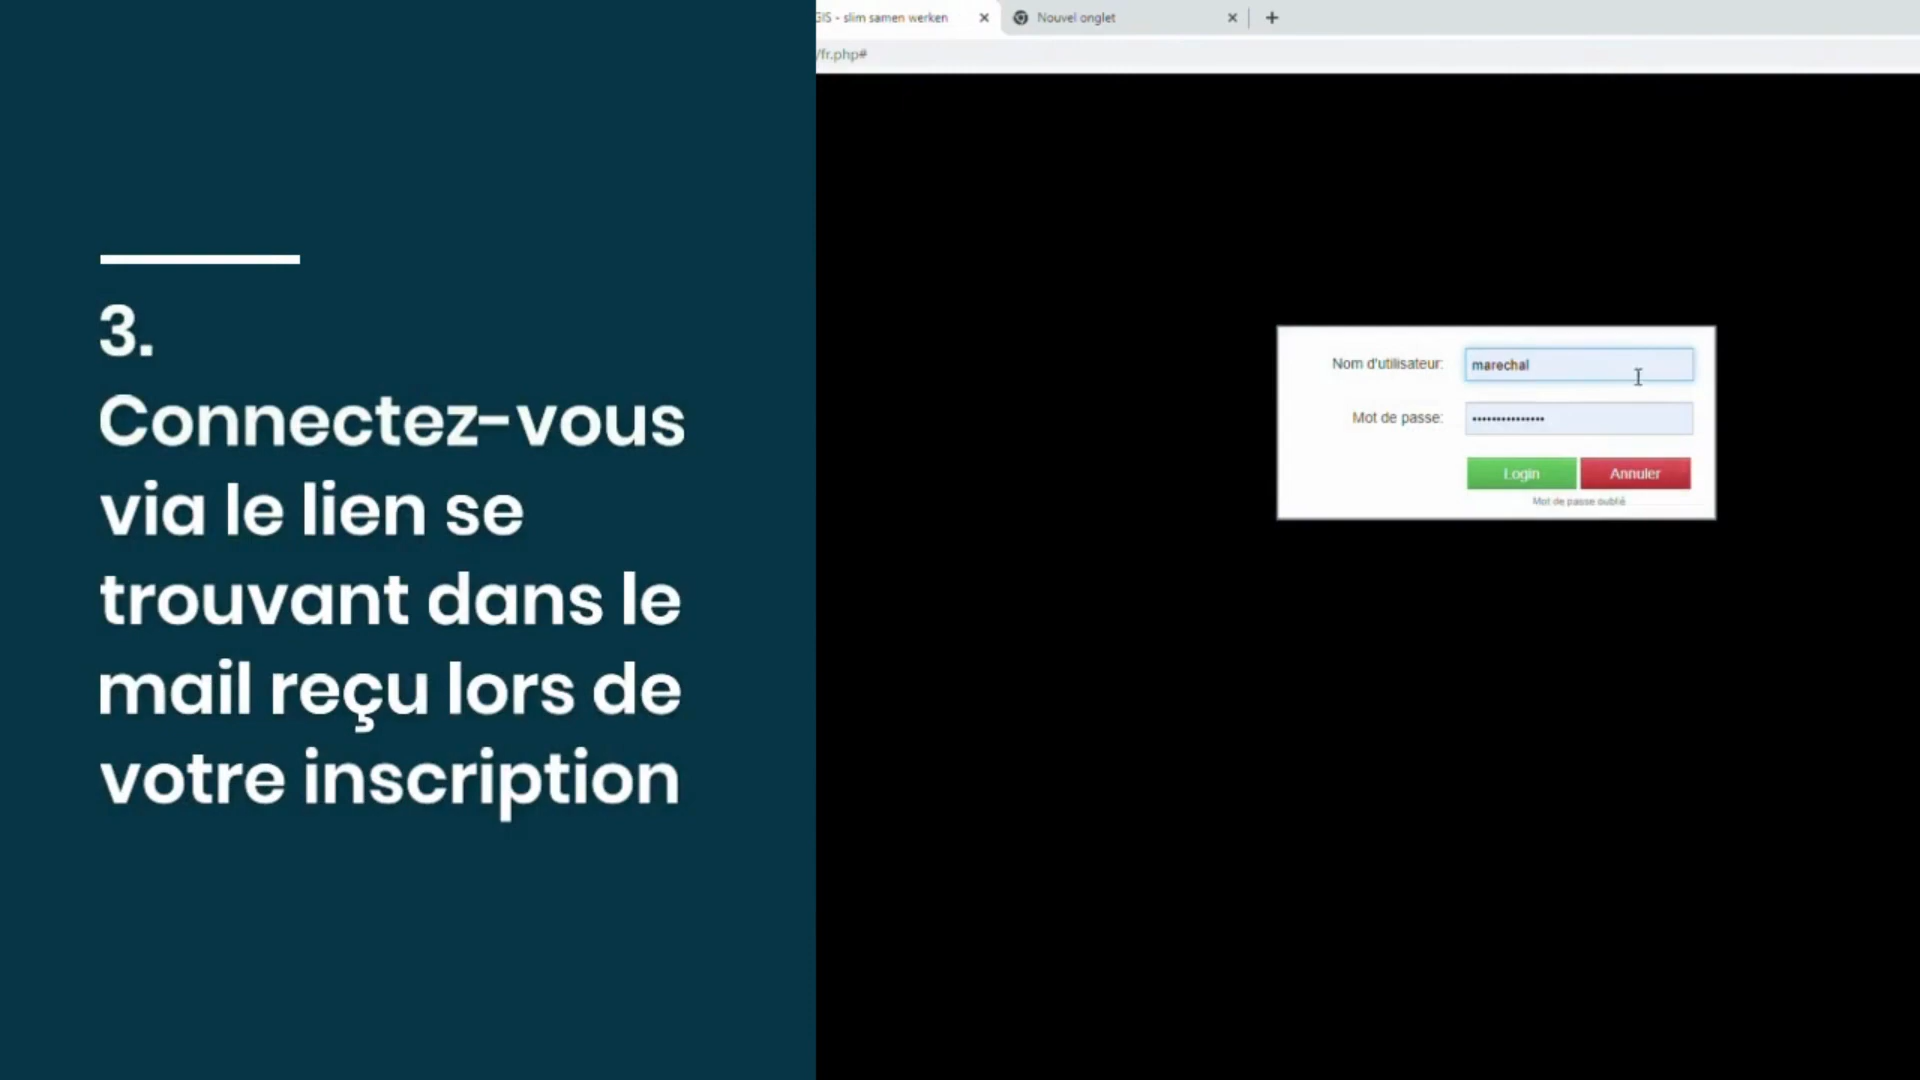 GIS - slim samen werken
Nouvel onglet
/fr.php#
3.
Connectez-vous
via le lien se
trouvant dans le
mail reçu lors de
votre inscription
Nom d'utilisateur:
marechal
Mot de passe:
•••••••••••••••
Login
Annuler
Mot de passe oublié